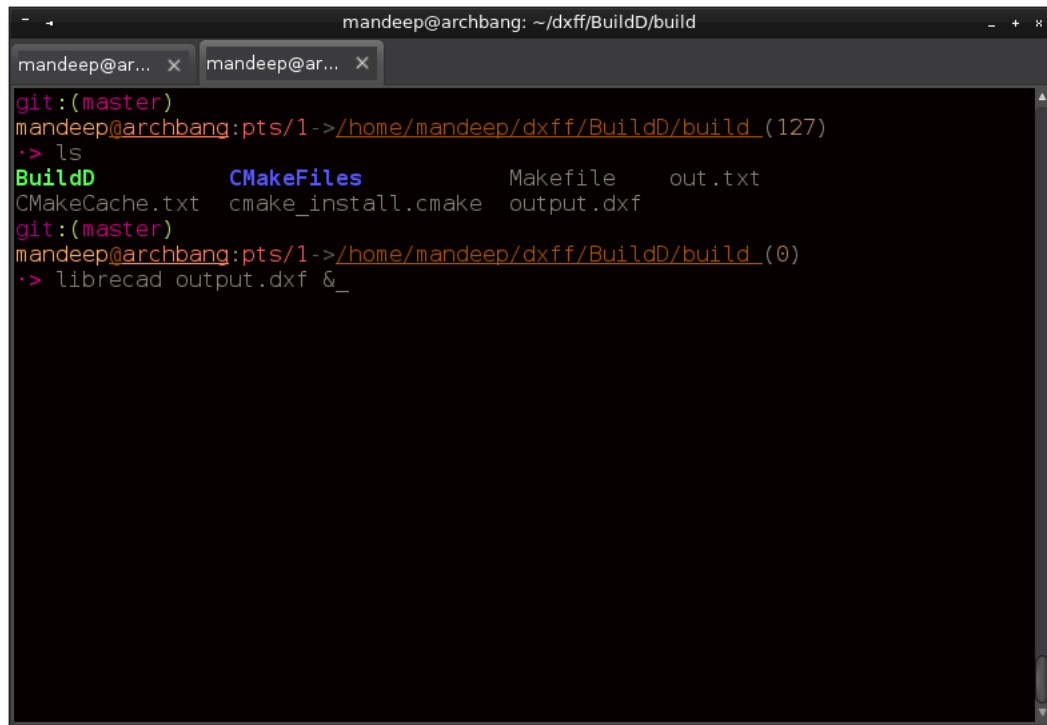 mandeep@archbang: ~/dxff/BuildD/build
mandeep@ar... × mandeep@ar... ×
git:(master)
mandeep@archbang:pts/1->/home/mandeep/dxff/BuildD/build (127)
·> ls
BuildD CMakeFiles Makefile out.txt
CMakeCache.txt cmake_install.cmake output.dxf
git:(master)
mandeep@archbang:pts/1->/home/mandeep/dxff/BuildD/build (0)
·> librecad output.dxf &_